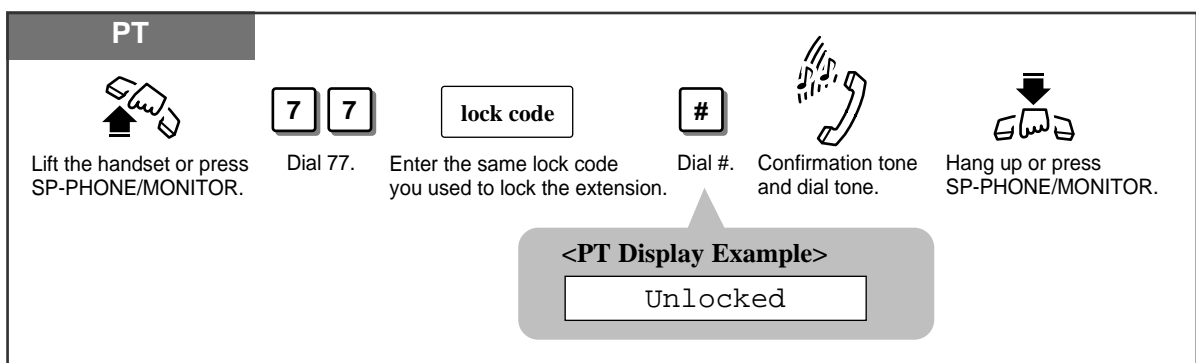 PT
7 7
lock code
#
Lift the handset or press
SP-PHONE/MONITOR.
Dial 77.
Enter the same lock code
you used to lock the extension.
Dial #.
Confirmation tone
and dial tone.
Hang up or press
SP-PHONE/MONITOR.
<PT Display Example>
Unlocked